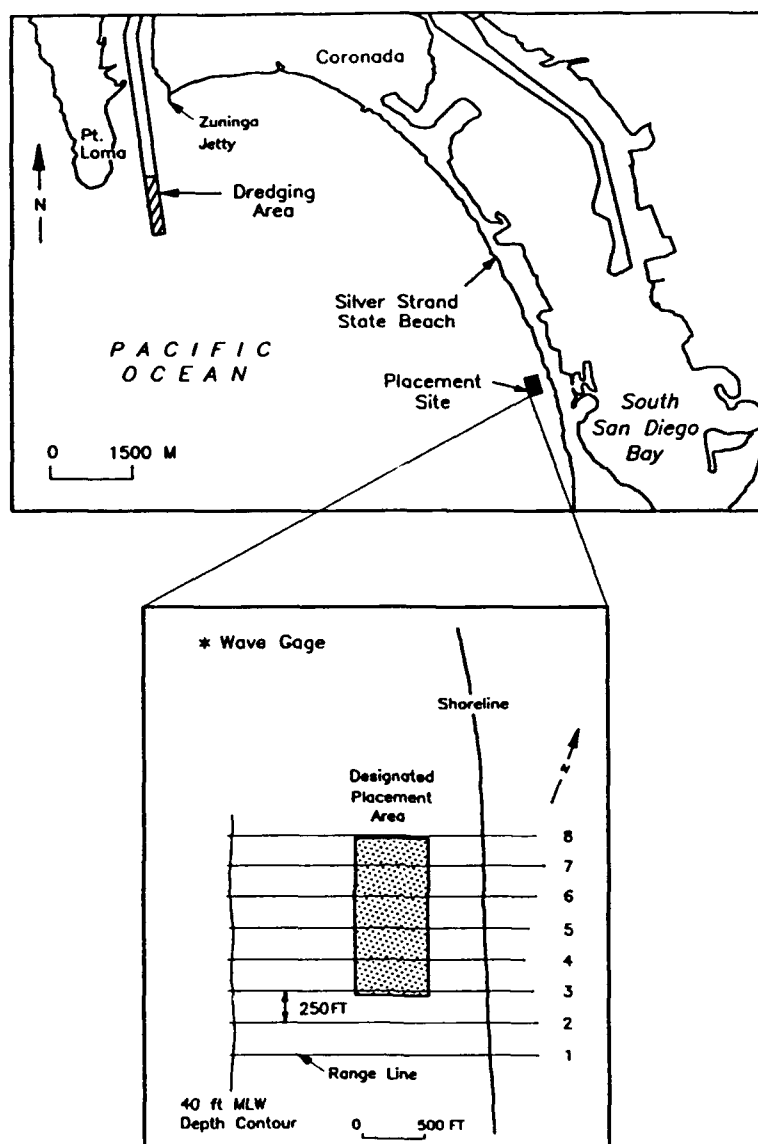 Coronada
Pt.
Loma
Zuninga
Jetty
N
Dredging
Area
Silver Strand
State Beach
PACIFIC
OCEAN
Placement
Site
South
San Diego
Bay
0 1500 M
* Wave Gage
Shoreline
N
Designated
Placement
Area
8
7
6
5
4
3
250FT
2
1
Range Line
40 ft MLW
Depth Contour
0 500 FT